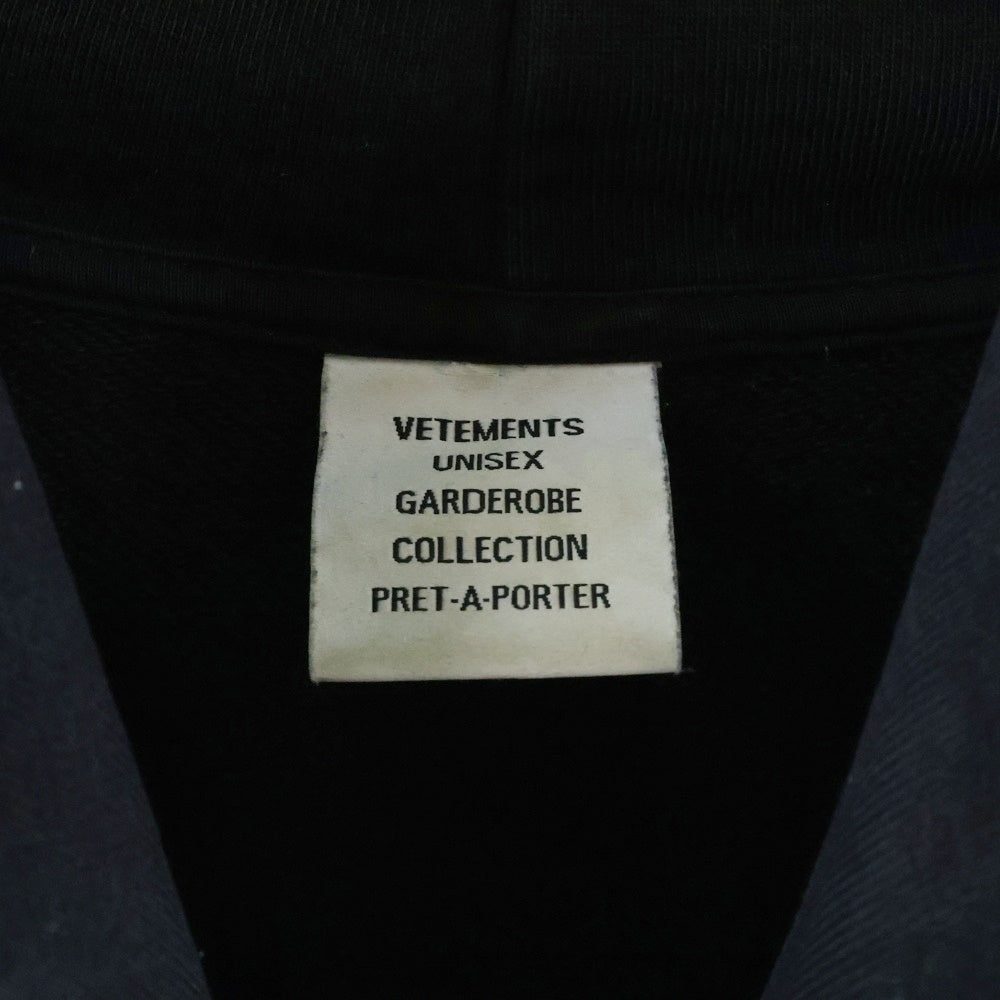 VETEMENTS
UNISEX
GARDEROBE
COLLECTION
PRET-A-PORTER